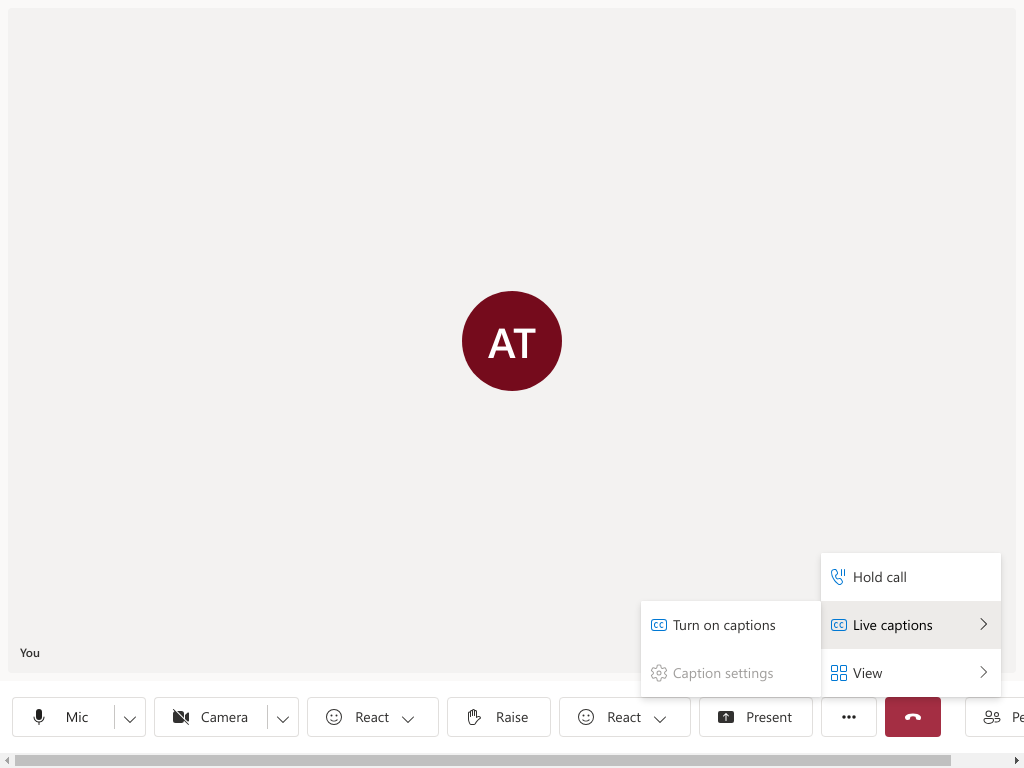 AT
You
Hold call
Live captions
View
Turn on captions
Caption settings
Mic
Camera
React
Raise
React
Present
Pe